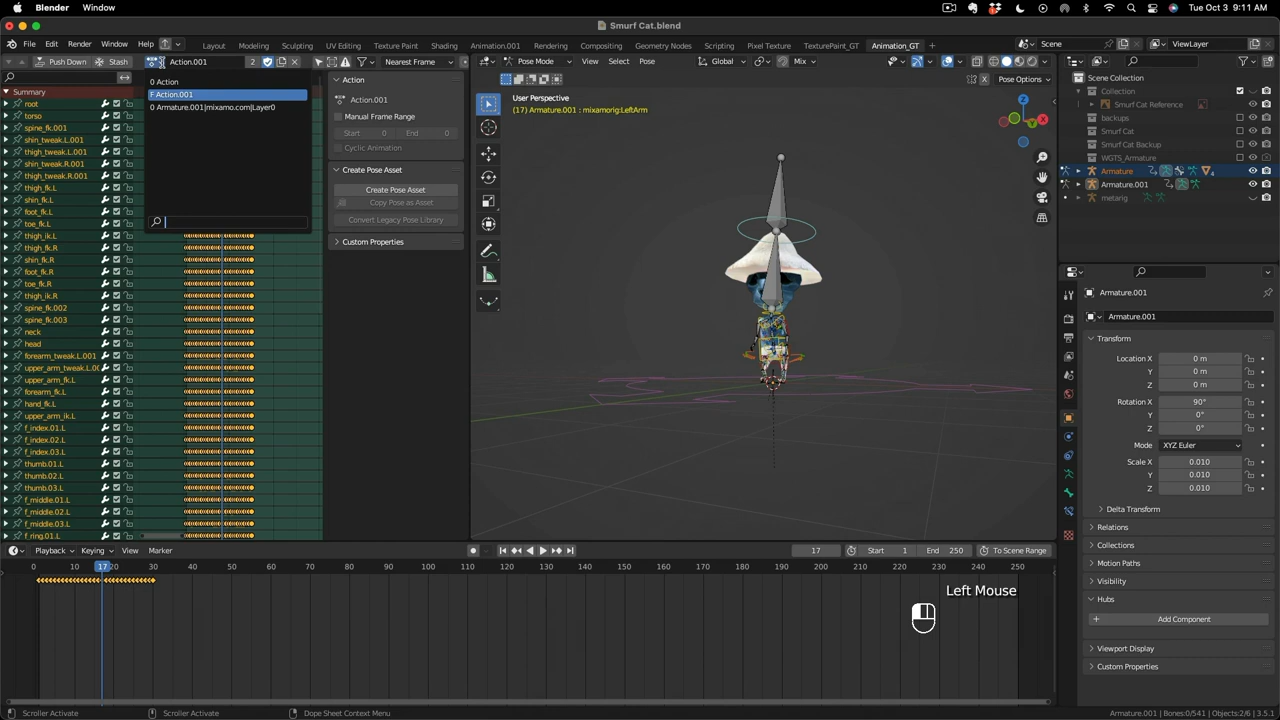 Blender Window Tue Oct 3 9:11 AM
Smurf Cat.blend
File Edit Render Window Help Layout Modeling Sculpting UV Editing Texture Paint Shading Animation.001 Rendering Compositing Geometry Nodes Scripting Pixel Texture TexturePaint_GT Animation_GT Scene ViewLayer
Push Down Stash Action.001 2 Nearest Frame Pose Mode View Select Pose Global Mix
Pose Options
0 Action
F Action.001
0 Armature.001|mixamo.com|Layer0
Summary
root
torso
spine_fk.001
shin_tweak.L.001
thigh_tweak.L.001
shin_tweak.R.001
thigh_tweak.R.001
thigh_fk.L
shin_fk.L
foot_fk.L
toe_fk.L
thigh_ik.L
thigh_fk.R
shin_fk.R
foot_fk.R
toe_fk.R
thigh_ik.R
spine_fk.002
spine_fk.003
neck
head
forearm_tweak.L.001
upper_arm_tweak.L.00
upper_arm_fk.L
forearm_fk.L
hand_fk.L
upper_arm_ik.L
f_index.01.L
f_index.02.L
f_index.03.L
thumb.01.L
thumb.02.L
thumb.03.L
f_middle.01.L
f_middle.02.L
f_middle.03.L
f_ring.01.L
Action
Action.001
Manual Frame Range
Start 0 End 0
Cyclic Animation
Create Pose Asset
Create Pose Asset
Copy Pose as Asset
Convert Legacy Pose Library
Custom Properties
User Perspective
(17) Armature.001 : mixamorig:LeftArm
X
Z
Scene Collection
Collection
Smurf Cat Reference
backups
Smurf Cat
Smurf Cat Backup
WGTS_Armature
Armature 4
Armature.001
metarig
Armature.001
Armature.001
Transform
Location X 0 m
Y 0 m
Z 0 m
Rotation X 90°
Y 0°
Z 0°
Mode XYZ Euler
Scale X 0.010
Y 0.010
Z 0.010
Delta Transform
Relations
Collections
Motion Paths
Visibility
Hubs
Add Component
Viewport Display
Custom Properties
Playback Keying View Marker 17 Start 1 End 250 To Scene Range
0 10 17 20 30 40 50 60 70 80 90 100 110 120 130 140 150 160 170 180 190 200 210 220 230 240 250
Left Mouse
Scroller Activate Scroller Activate Dope Sheet Context Menu Armature.001 | Bones:0/541 | Objects:2/6 | 3.5.1